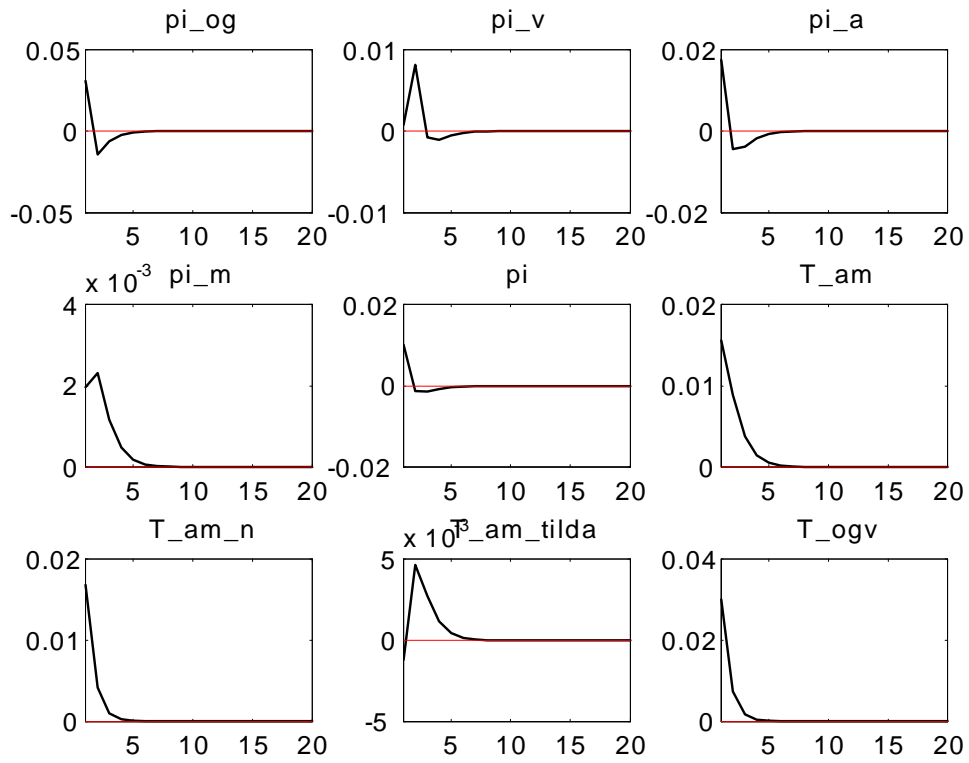 pi_og pi_v pi_a
0.05 0.01 0.02
0 0 0
-0.05 -0.01 -0.02
5 10 15 20 5 10 15 20 5 10 15 20
x 10-3 pi_m pi T_am
4 0.02 0.02
2 0 0.01
0 -0.02 0
5 10 15 20 5 10 15 20 5 10 15 20
T_am_n x 10-3 T_am_tilda T_ogv
0.02 5 0.04
0.01 0 0.02
0 -5 0
5 10 15 20 5 10 15 20 5 10 15 20